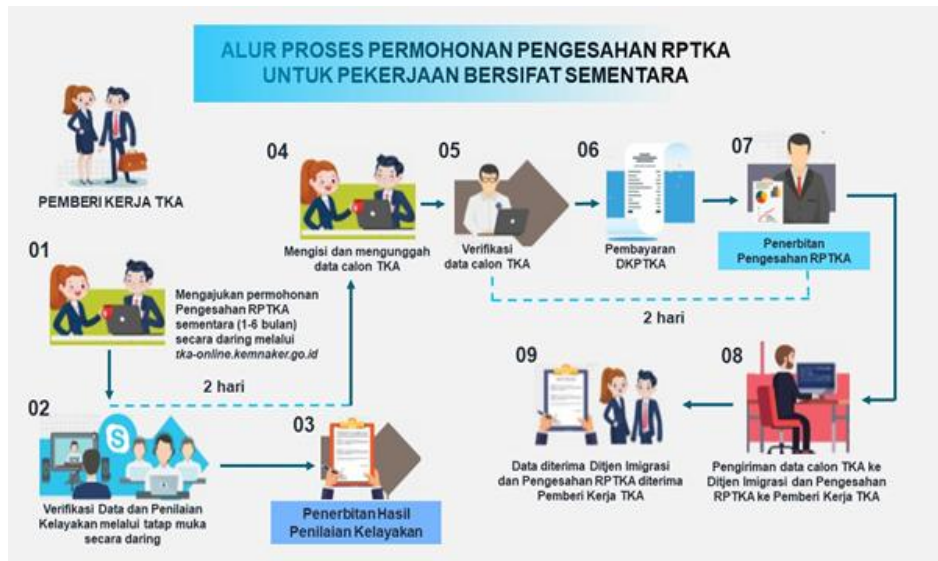 ALUR PROSES PERMOHONAN PENGESAHAN RPTKA
UNTUK PEKERJAAN BERSIFAT SEMENTARA
PEMBERI KERJA TKA
01
Mengajukan permohonan
Pengesahan RPTKA
sementara (1-6 bulan)
secara daring melalui
tka-online.kemnaker.go.id
2 hari
02
S
Verifikasi Data dan Penilaian
Kelayakan melalui tatap muka
secara daring
03
Penerbitan Hasil
Penilaian Kelayakan
04
Mengisi dan mengunggah
data calon TKA
05
Verifikasi
data calon TKA
06
Pembayaran
DKPTKA
07
Penerbitan
Pengesahan RPTKA
2 hari
08
Pengiriman data calon TKA ke
Ditjen Imigrasi dan Pengesahan
RPTKA ke Pemberi Kerja TKA
09
Data diterima Ditjen Imigrasi
dan Pengesahan RPTKA diterima
Pemberi Kerja TKA